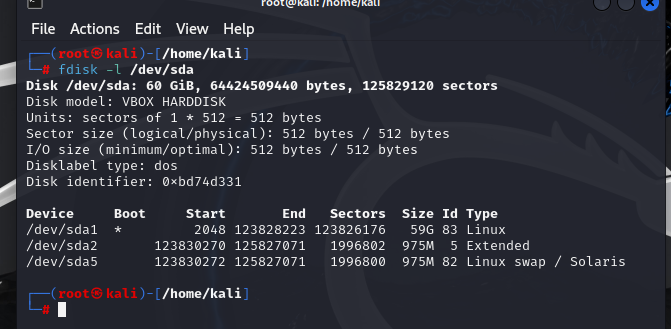 root@kali: /home/kali
File Actions Edit View Help
┌──(root㉿kali)-[/home/kali]
└─# fdisk -l /dev/sda
Disk /dev/sda: 60 GiB, 64424509440 bytes, 125829120 sectors
Disk model: VBOX HARDDISK
Units: sectors of 1 * 512 = 512 bytes
Sector size (logical/physical): 512 bytes / 512 bytes
I/O size (minimum/optimal): 512 bytes / 512 bytes
Disklabel type: dos
Disk identifier: 0×bd74d331
Device Boot Start End Sectors Size Id Type
/dev/sda1 * 2048 123828223 123826176 59G 83 Linux
/dev/sda2 123830270 125827071 1996802 975M 5 Extended
/dev/sda5 123830272 125827071 1996800 975M 82 Linux swap / Solaris
┌──(root㉿kali)-[/home/kali]
└─#